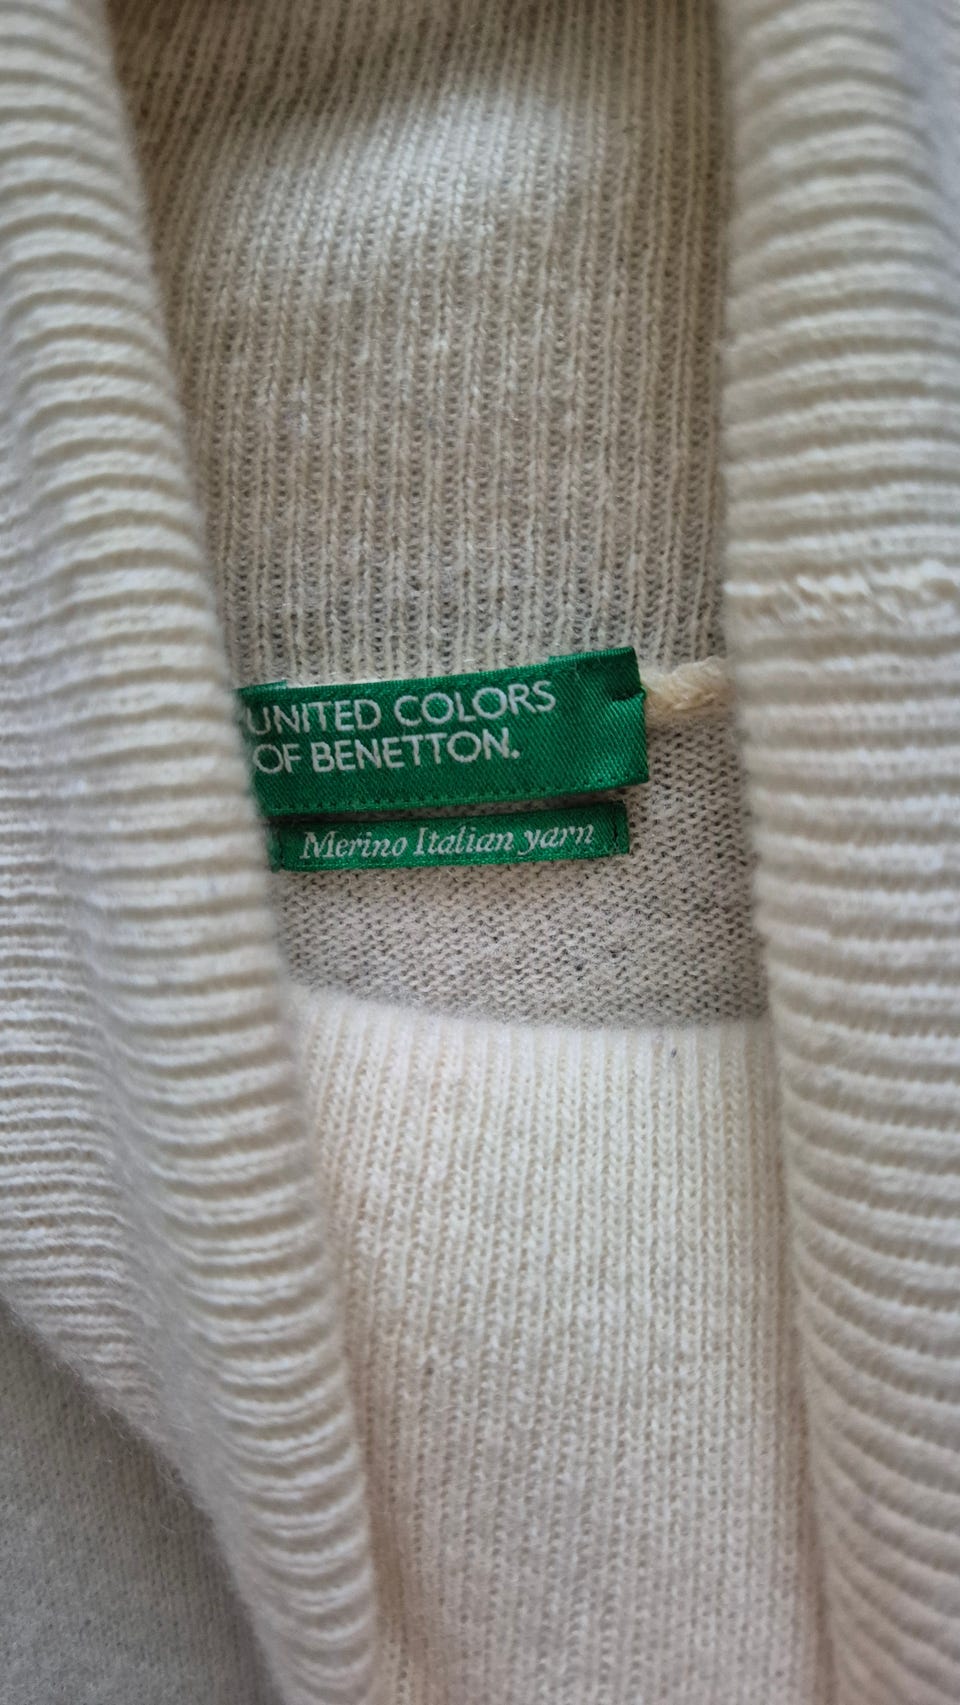 UNITED COLORS
OF BENETTON.
Merino Italian yarn